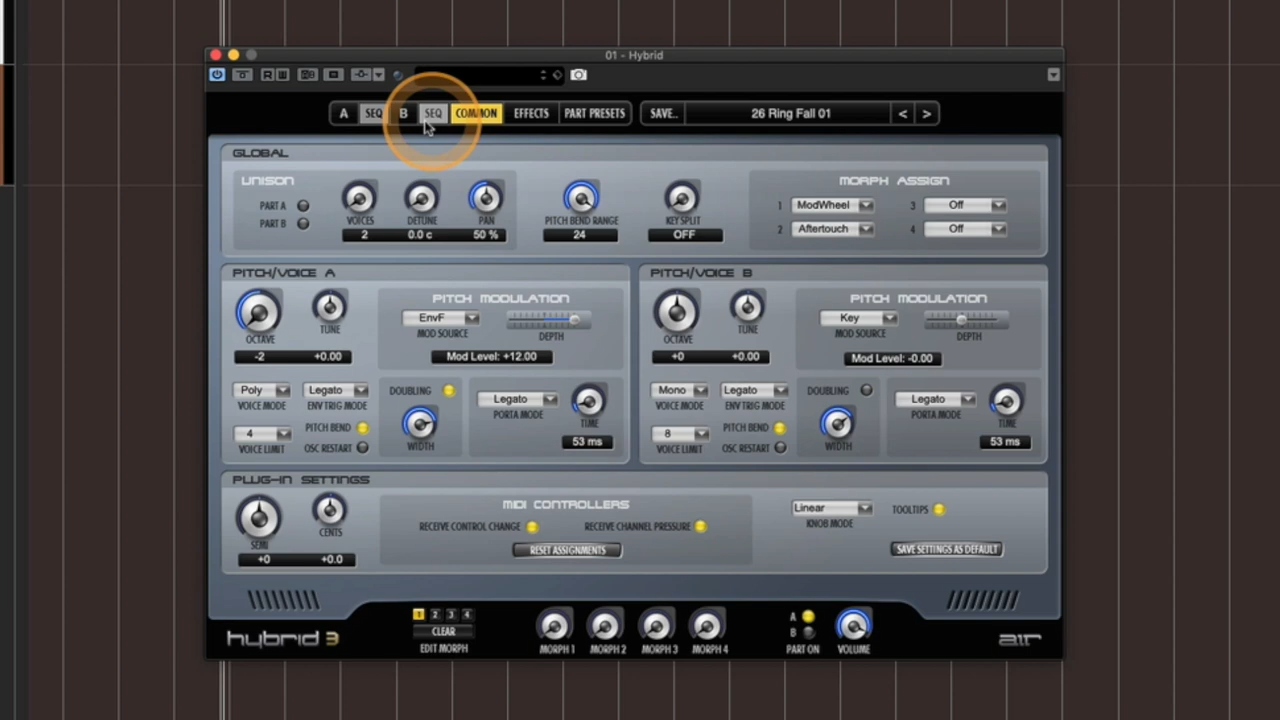 01 - Hybrid
R W
A SEQ B SEQ COMMON EFFECTS PART PRESETS SAVE.. 26 Ring Fall 01 < >
GLOBAL
UNISON
PART A
PART B
VOICES DETUNE PAN
2 0.0 c 50 %
PITCH BEND RANGE
24
KEY SPLIT
OFF
MORPH ASSIGN
1 ModWheel 3 Off
2 Aftertouch 4 Off
PITCH/VOICE A
OCTAVE TUNE
-2 +0.00
PITCH MODULATION
EnvF
MOD SOURCE DEPTH
Mod Level: +12.00
Poly Legato
VOICE MODE ENV TRIG MODE
4 PITCH BEND
VOICE LIMIT OSC RESTART
DOUBLING
WIDTH
Legato
PORTA MODE TIME
53 ms
PITCH/VOICE B
OCTAVE TUNE
+0 +0.00
PITCH MODULATION
Key
MOD SOURCE DEPTH
Mod Level: -0.00
Mono Legato
VOICE MODE ENV TRIG MODE
8 PITCH BEND
VOICE LIMIT OSC RESTART
DOUBLING
WIDTH
Legato
PORTA MODE TIME
53 ms
PLUG-IN SETTINGS
SEMI CENTS
+0 +0.0
MIDI CONTROLLERS
RECEIVE CONTROL CHANGE RECEIVE CHANNEL PRESSURE
RESET ASSIGNMENTS
Linear TOOLTIPS
KNOB MODE
SAVE SETTINGS AS DEFAULT
hybrid 3
1 2 3 4
CLEAR
EDIT MORPH
MORPH 1 MORPH 2 MORPH 3 MORPH 4
A
B
PART ON VOLUME
air